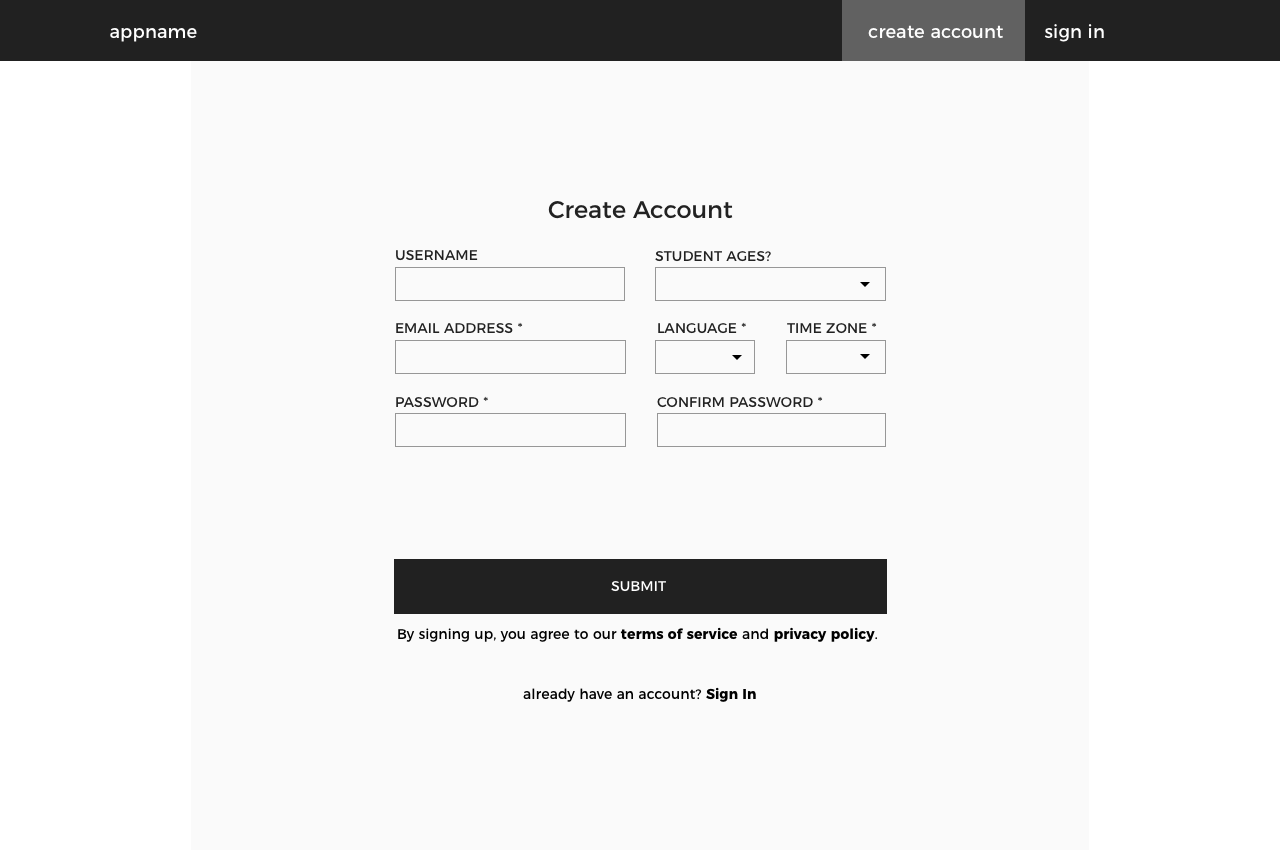 appname
create account
sign in
Create Account
USERNAME
STUDENT AGES?
EMAIL ADDRESS *
LANGUAGE *
TIME ZONE *
PASSWORD *
CONFIRM PASSWORD *
SUBMIT
By signing up, you agree to our terms of service and privacy policy.
already have an account? Sign In